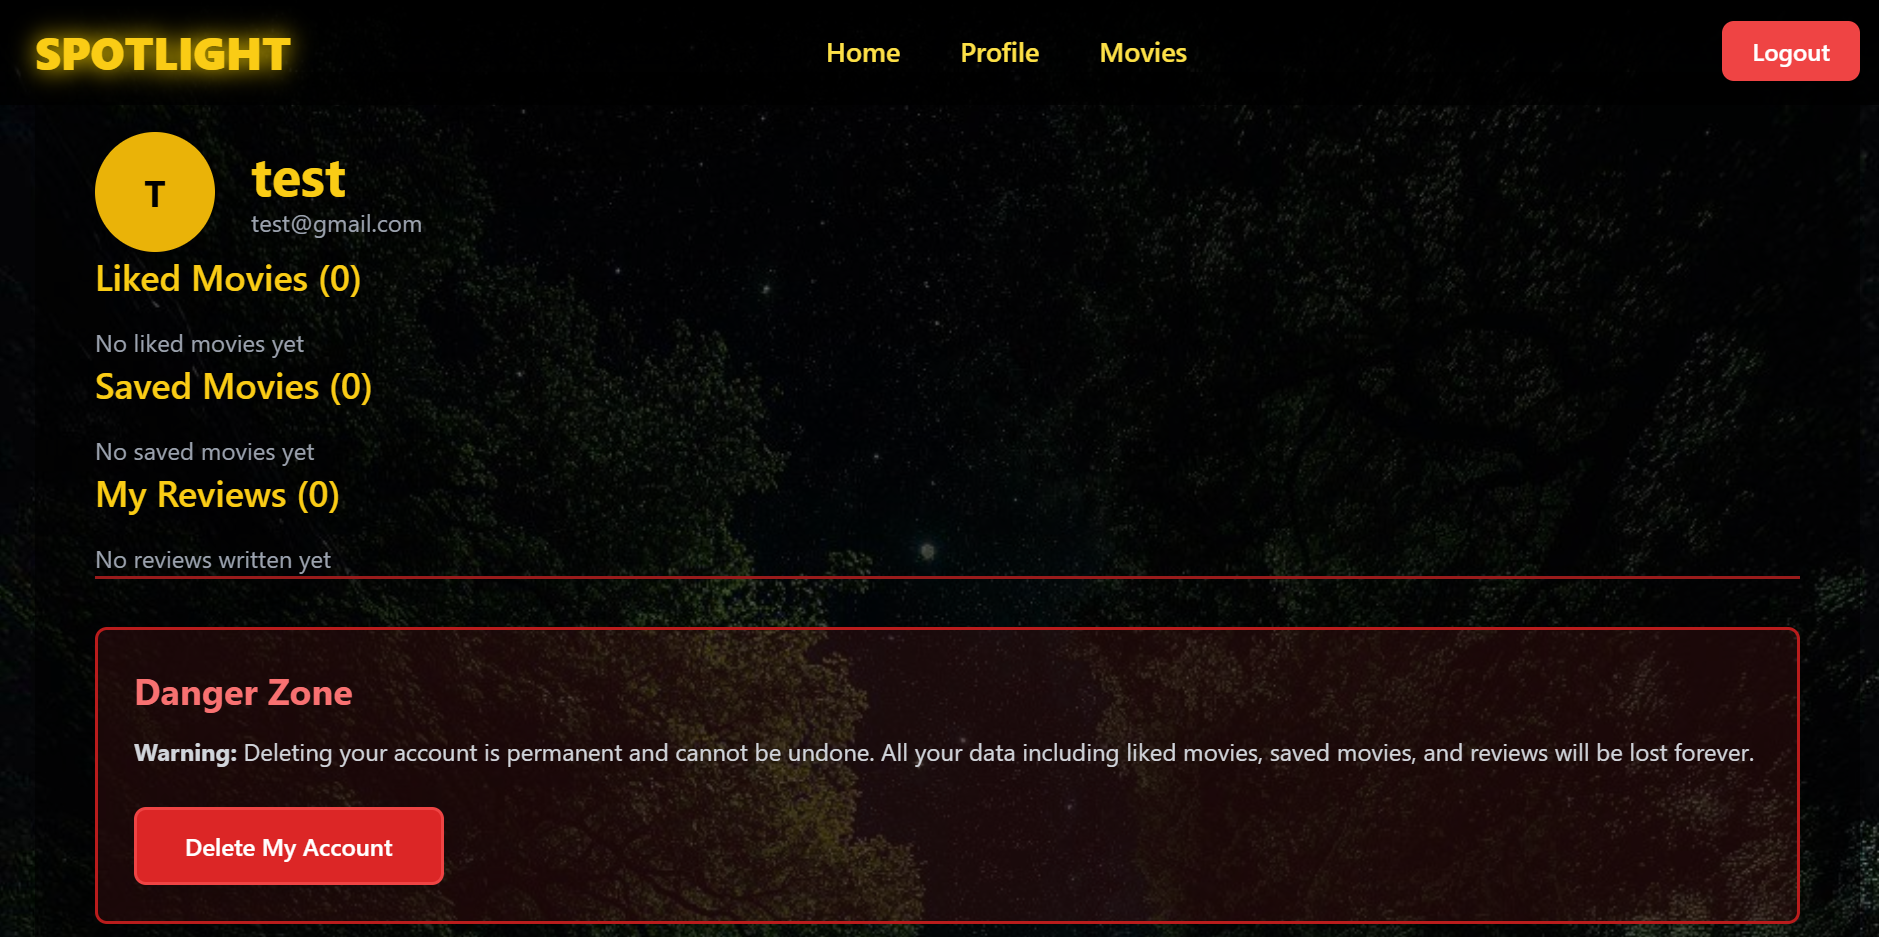 SPOTLIGHT
Home
Profile
Movies
Logout
T
test
test@gmail.com
Liked Movies (0)
No liked movies yet
Saved Movies (0)
No saved movies yet
My Reviews (0)
No reviews written yet
Danger Zone
Warning: Deleting your account is permanent and cannot be undone. All your data including liked movies, saved movies, and reviews will be lost forever.
Delete My Account